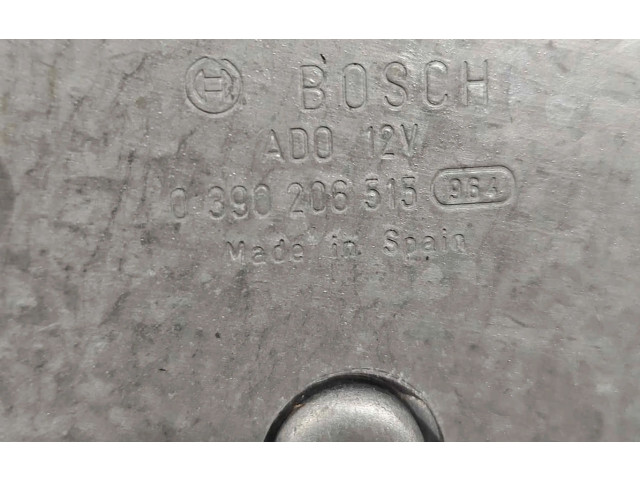 BOSCH
ADO 12V
0 390 206 515 964
Made in Spain